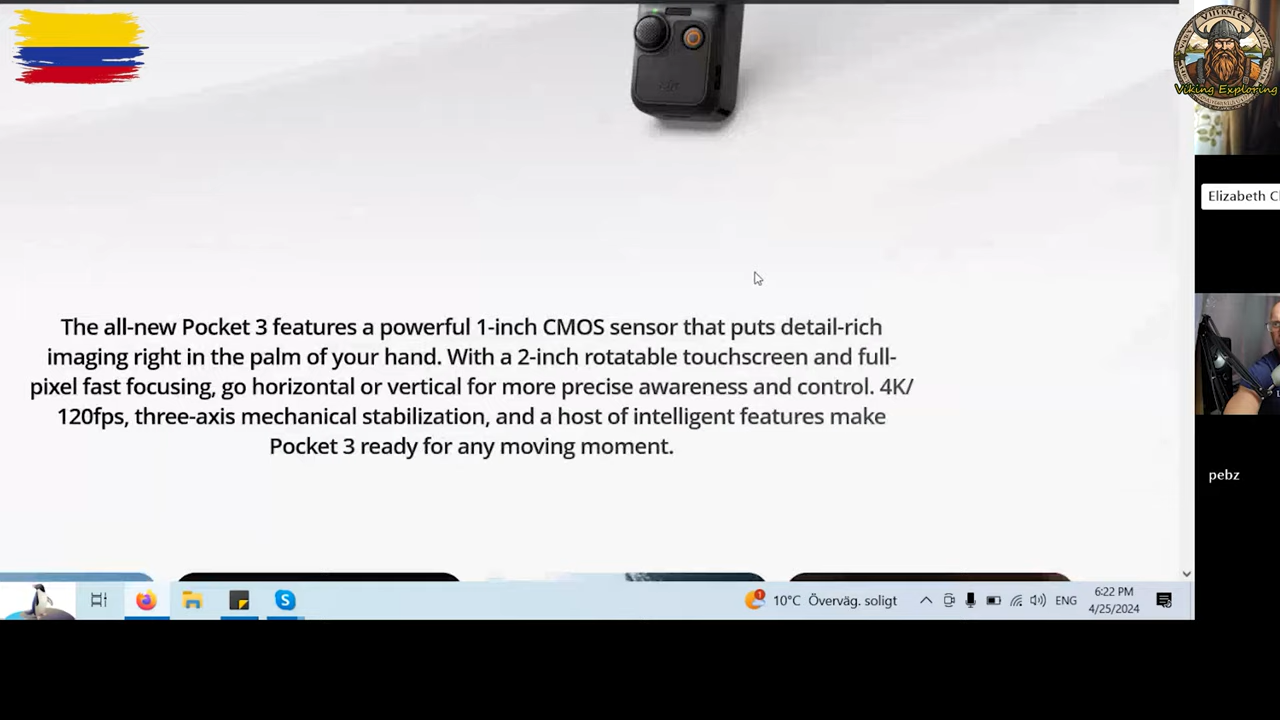 Viking Exploring
Elizabeth C
The all-new Pocket 3 features a powerful 1-inch CMOS sensor that puts detail-rich
imaging right in the palm of your hand. With a 2-inch rotatable touchscreen and full-
pixel fast focusing, go horizontal or vertical for more precise awareness and control. 4K/
120fps, three-axis mechanical stabilization, and a host of intelligent features make
Pocket 3 ready for any moving moment.
pebz
10°C Överväg. soligt
ENG
6:22 PM
4/25/2024